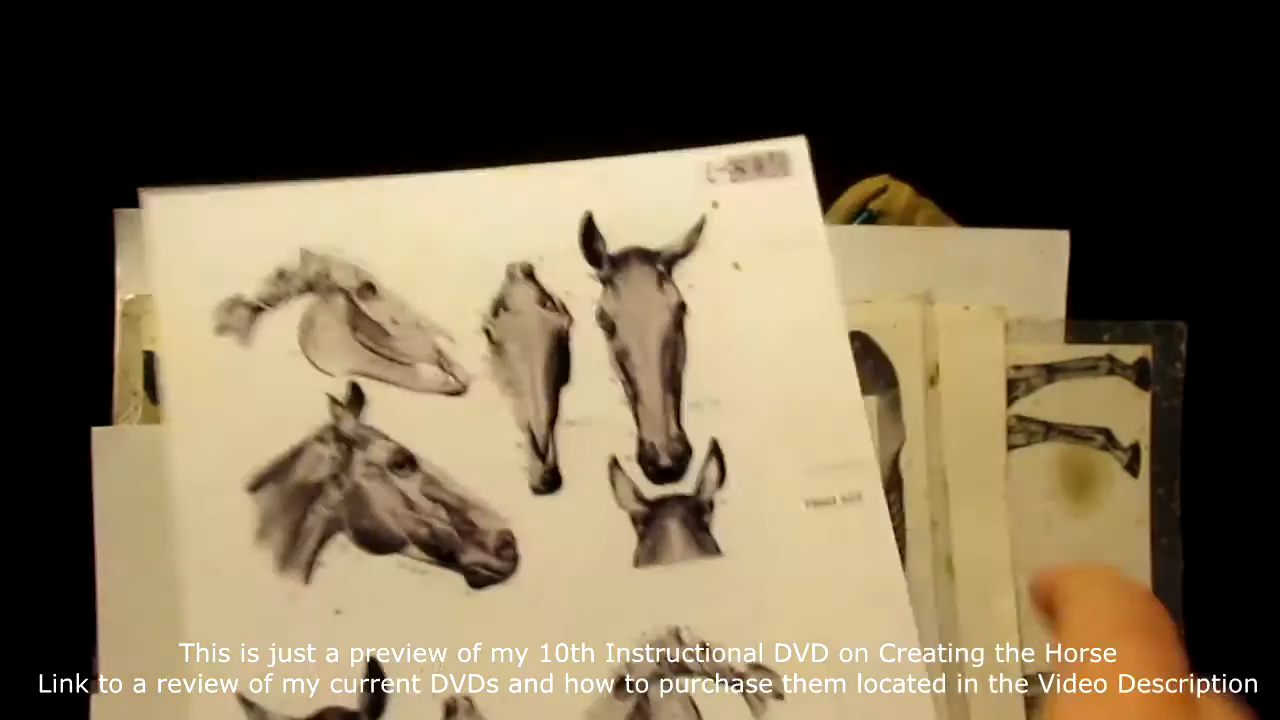 This is just a preview of my 10th Instructional DVD on Creating the Horse
Link to a review of my current DVDs and how to purchase them located in the Video Description